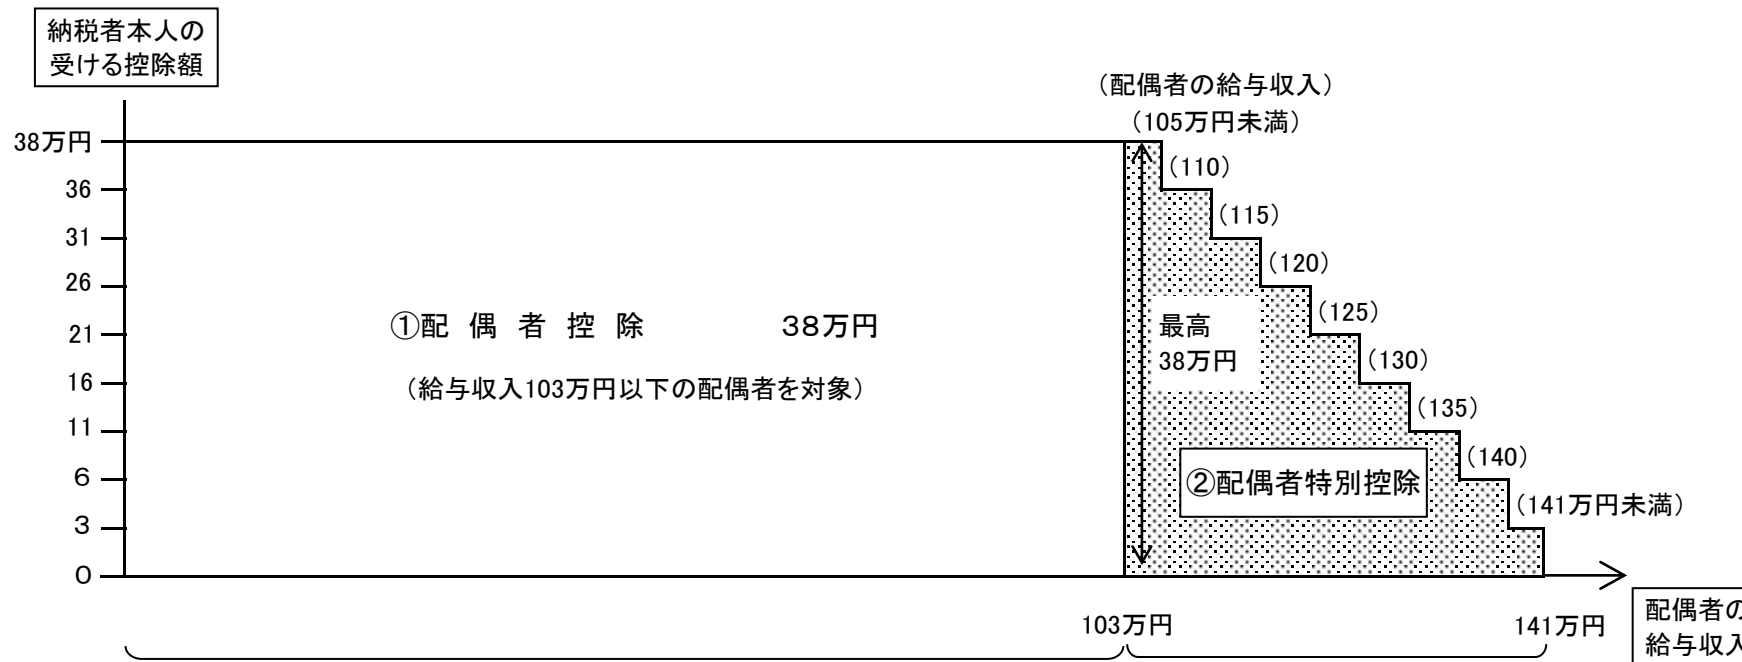 納税者本人の
受ける控除額
(配偶者の給与収入)
(105万円未満)
38万円
(110)
36
(115)
31
(120)
26
(125)
21
(130)
16
(135)
11
(140)
6
(141万円未満)
3
0
①配偶者控除 38万円
(給与収入103万円以下の配偶者を対象)
最高
38万円
②配偶者特別控除
103万円
141万円
配偶者の
給与収入